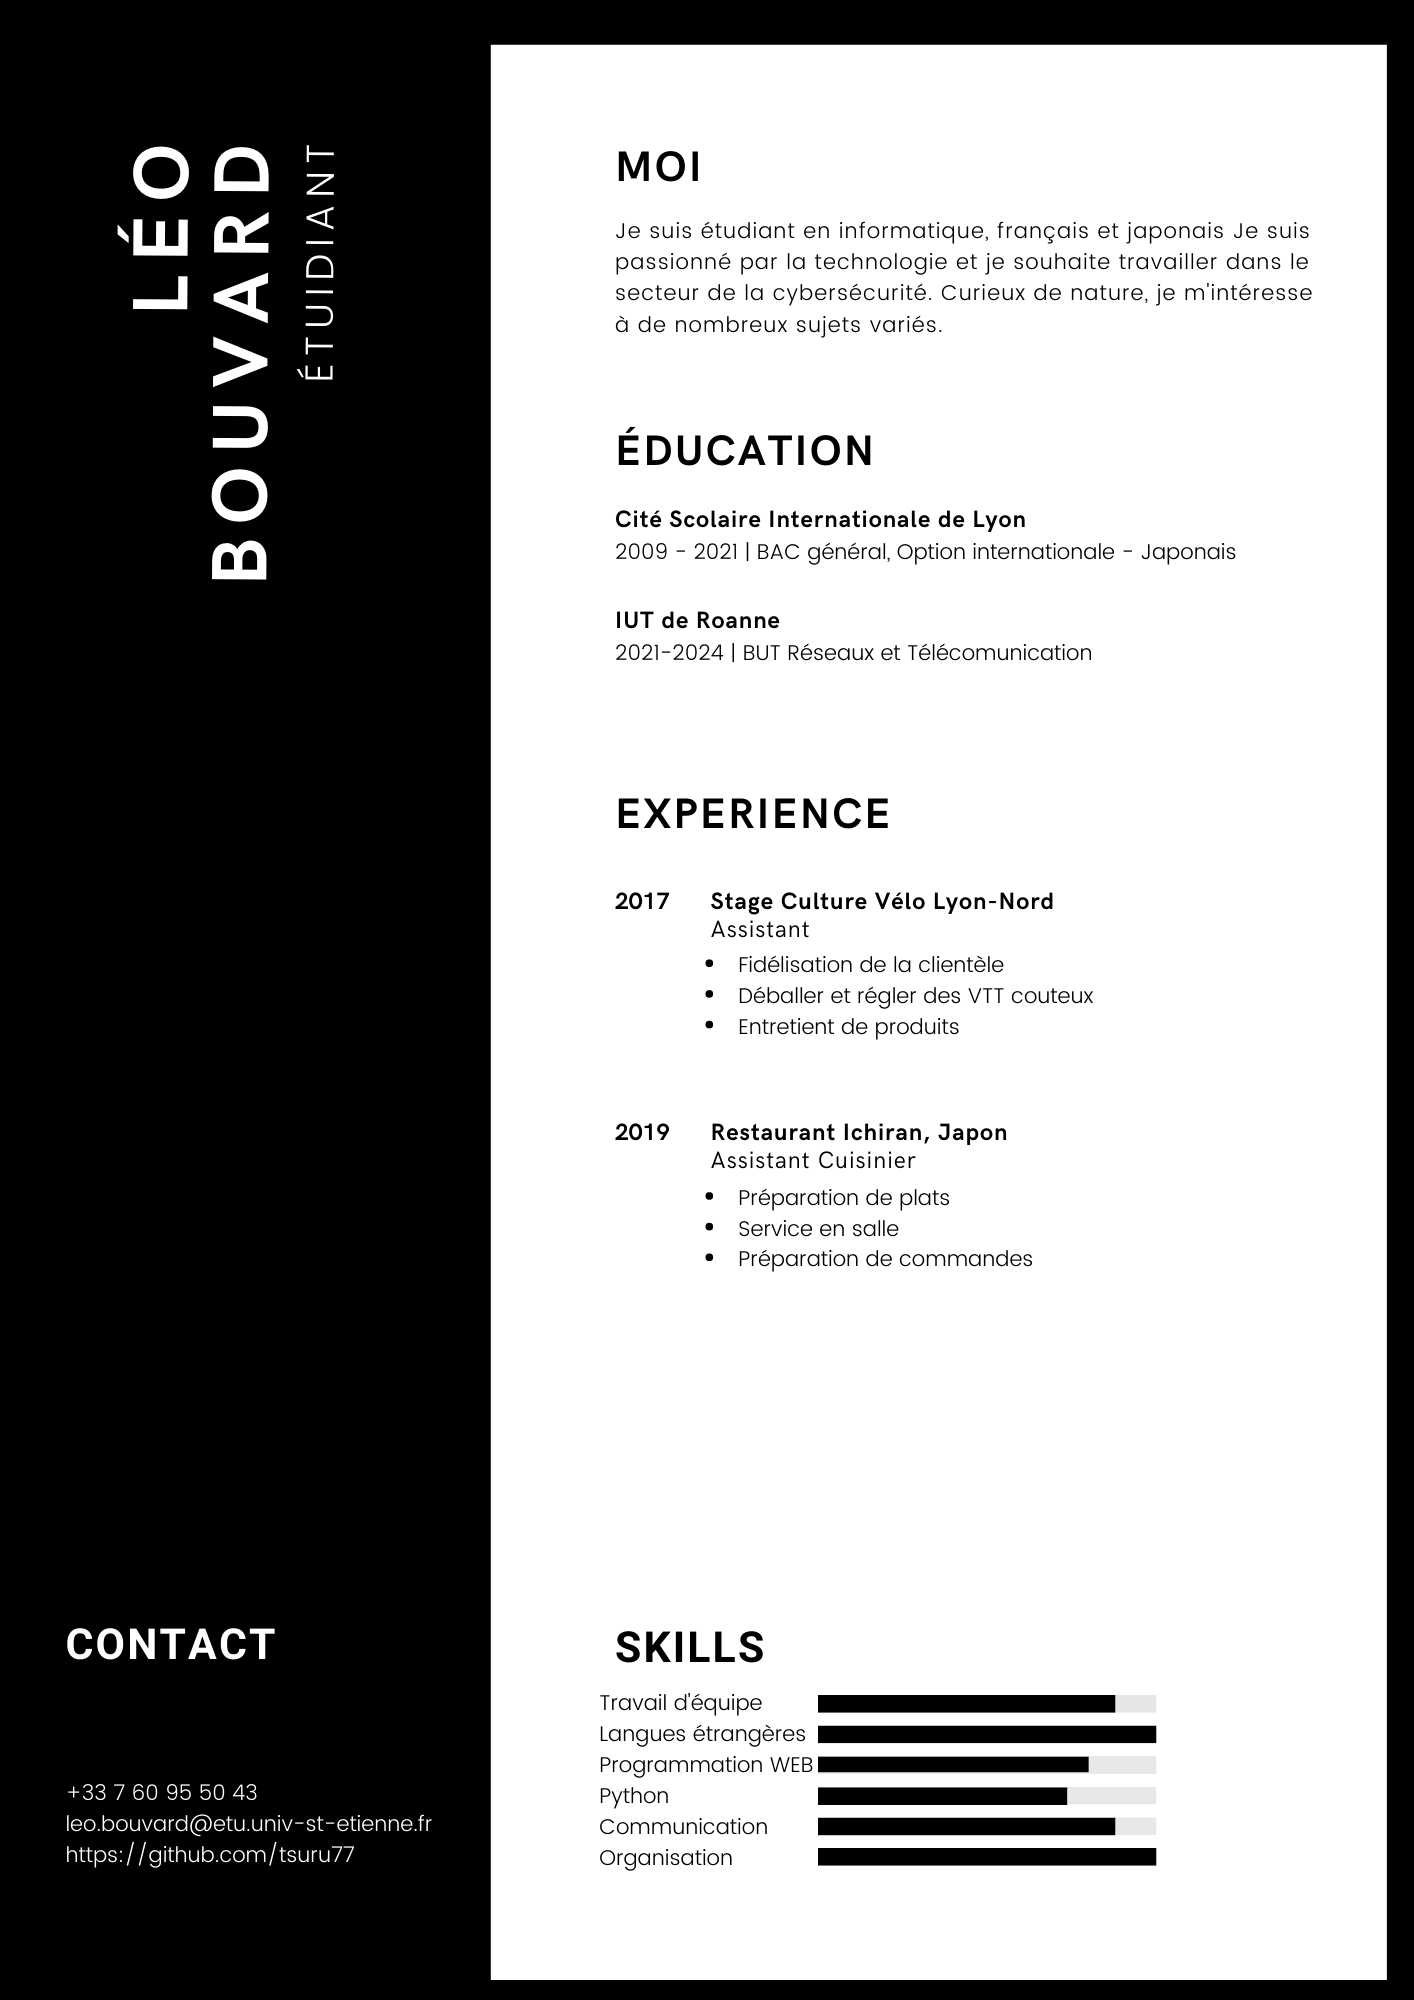 LÉO
BOUVARD
ÉTUIDIANT
MOI
Je suis étudiant en informatique, français et japonais Je suis
passionné par la technologie et je souhaite travailler dans le
secteur de la cybersécurité. Curieux de nature, je m'intéresse
à de nombreux sujets variés.
ÉDUCATION
Cité Scolaire Internationale de Lyon
2009 - 2021 | BAC général, Option internationale - Japonais
IUT de Roanne
2021-2024 | BUT Réseaux et Télécomunication
EXPERIENCE
2017 Stage Culture Vélo Lyon-Nord
Assistant
• Fidélisation de la clientèle
• Déballer et régler des VTT couteux
• Entretient de produits
2019 Restaurant Ichiran, Japon
Assistant Cuisinier
• Préparation de plats
• Service en salle
• Préparation de commandes
CONTACT
+33 7 60 95 50 43
leo.bouvard@etu.univ-st-etienne.fr
https://github.com/tsuru77
SKILLS
Travail d'équipe
Langues étrangères
Programmation WEB
Python
Communication
Organisation